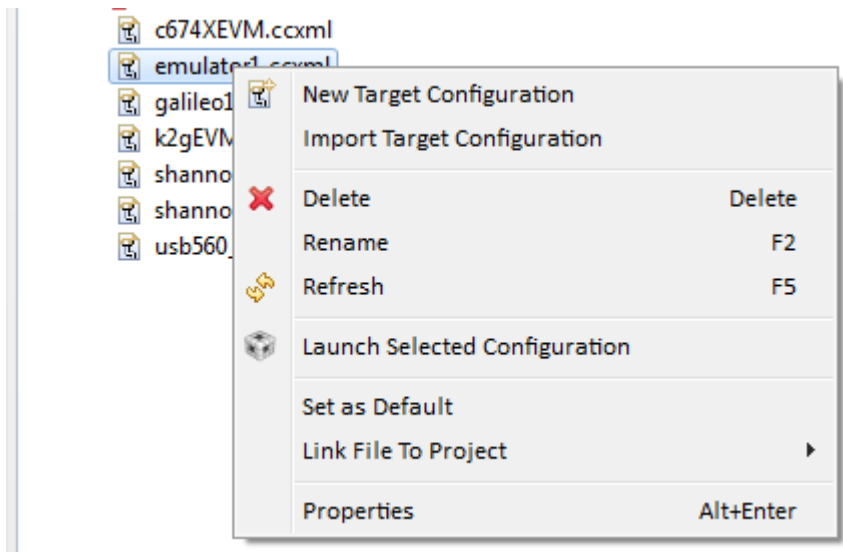 c674XEVM.ccxml
emulator1.ccxml
galileo1
k2gEVM
shanno
shanno
usb560_
New Target Configuration
Import Target Configuration
Delete Delete
Rename F2
Refresh F5
Launch Selected Configuration
Set as Default
Link File To Project
Properties Alt+Enter